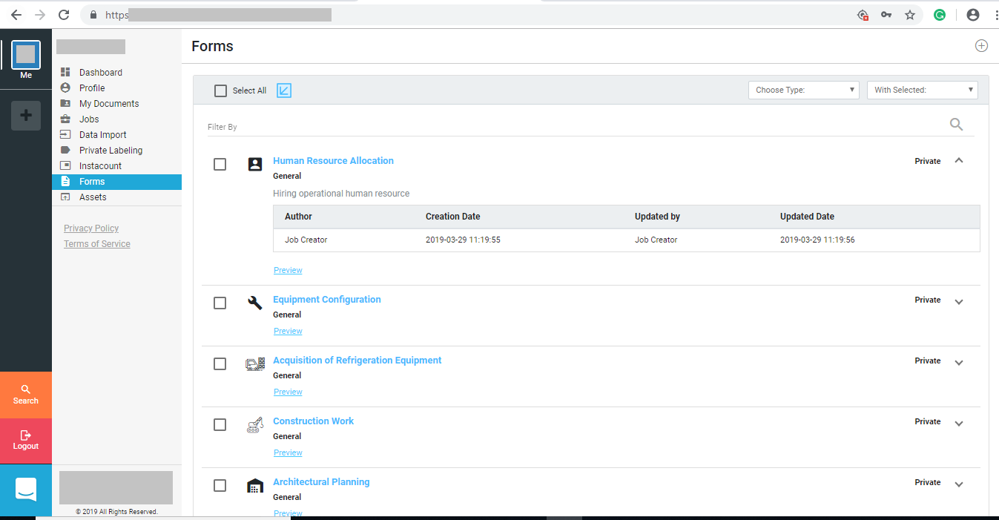 https
Me
Dashboard
Profile
My Documents
Jobs
Data Import
Private Labeling
Instacount
Forms
Assets
Privacy Policy
Terms of Service
Search
Logout
© 2019 All Rights Reserved.
Forms
Select All
Choose Type:
With Selected:
Filter By
Human Resource Allocation
Private
General
Hiring operational human resource
Author Creation Date Updated by Updated Date
Job Creator 2019-03-29 11:19:55 Job Creator 2019-03-29 11:19:56
Preview
Equipment Configuration
Private
General
Preview
Acquisition of Refrigeration Equipment
Private
General
Preview
Construction Work
Private
General
Preview
Architectural Planning
Private
General
Preview